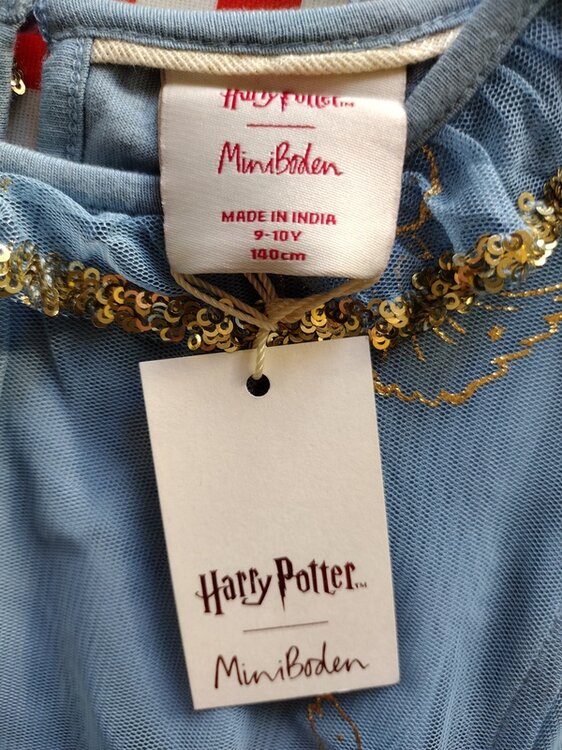 Harry Potter™
MiniBoden
MADE IN INDIA
9-10Y
140cm
Harry Potter™
MiniBoden